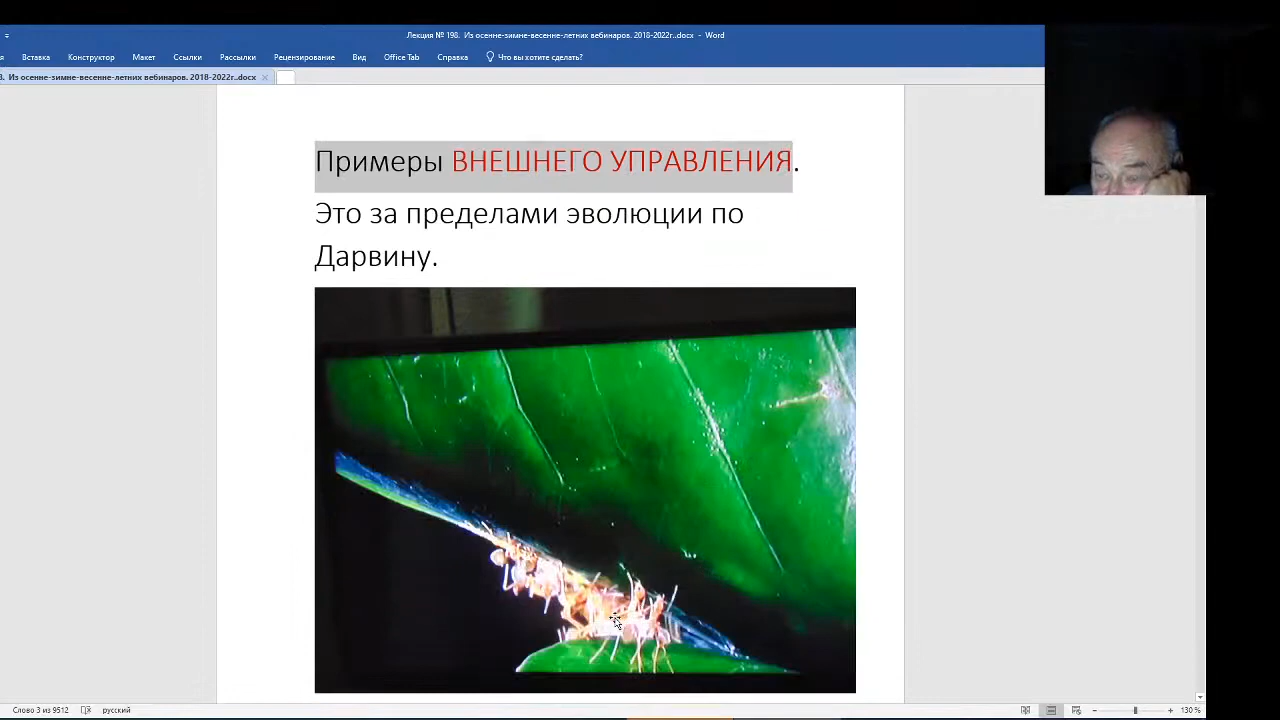 Лекция № 198. Из осенне-зимне-весенне-летних вебинаров. 2018-2022г..docx - Word
Вставка Конструктор Макет Ссылки Рассылки Рецензирование Вид Office Tab Справка Что вы хотите сделать?
Из осенне-зимне-весенне-летних вебинаров. 2018-2022г..docx
Примеры ВНЕШНЕГО УПРАВЛЕНИЯ.
Это за пределами эволюции по
Дарвину.
Слово 3 из 9512 русский 130 %